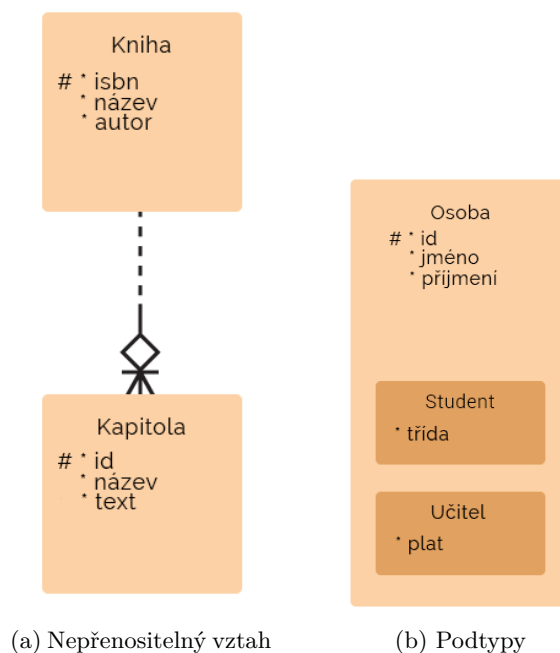 Kniha
# * isbn
* název
* autor
Kapitola
# * id
* název
* text
(a) Nepřenositelný vztah
Osoba
# * id
* jméno
* příjmení
Student
* třída
Učitel
* plat
(b) Podtypy